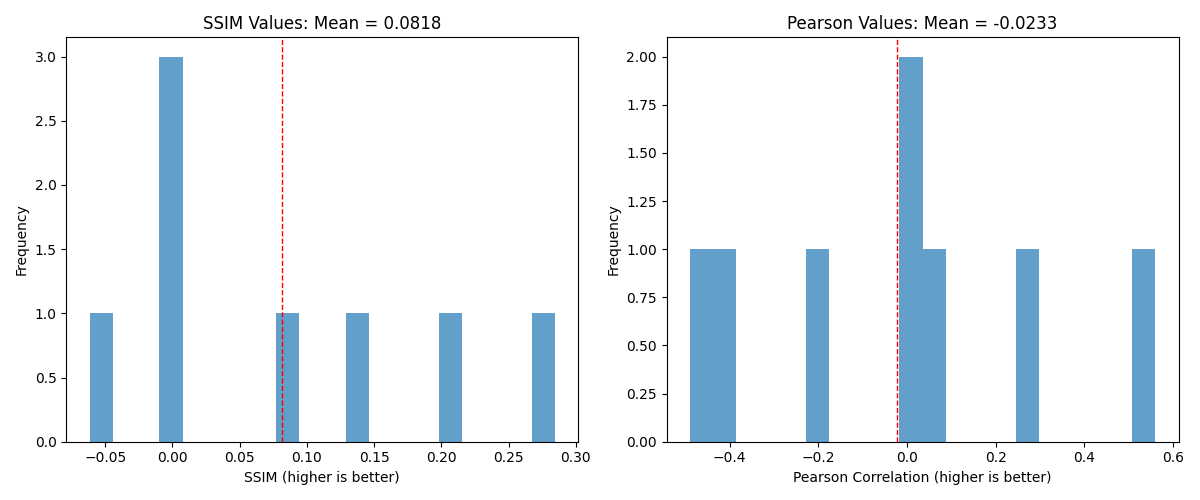 SSIM Values: Mean = 0.0818
3.0
2.5
2.0
1.5
1.0
0.5
0.0
Frequency
−0.05 0.00 0.05 0.10 0.15 0.20 0.25 0.30
SSIM (higher is better)
Pearson Values: Mean = -0.0233
2.00
1.75
1.50
1.25
1.00
0.75
0.50
0.25
0.00
Frequency
−0.4 −0.2 0.0 0.2 0.4 0.6
Pearson Correlation (higher is better)